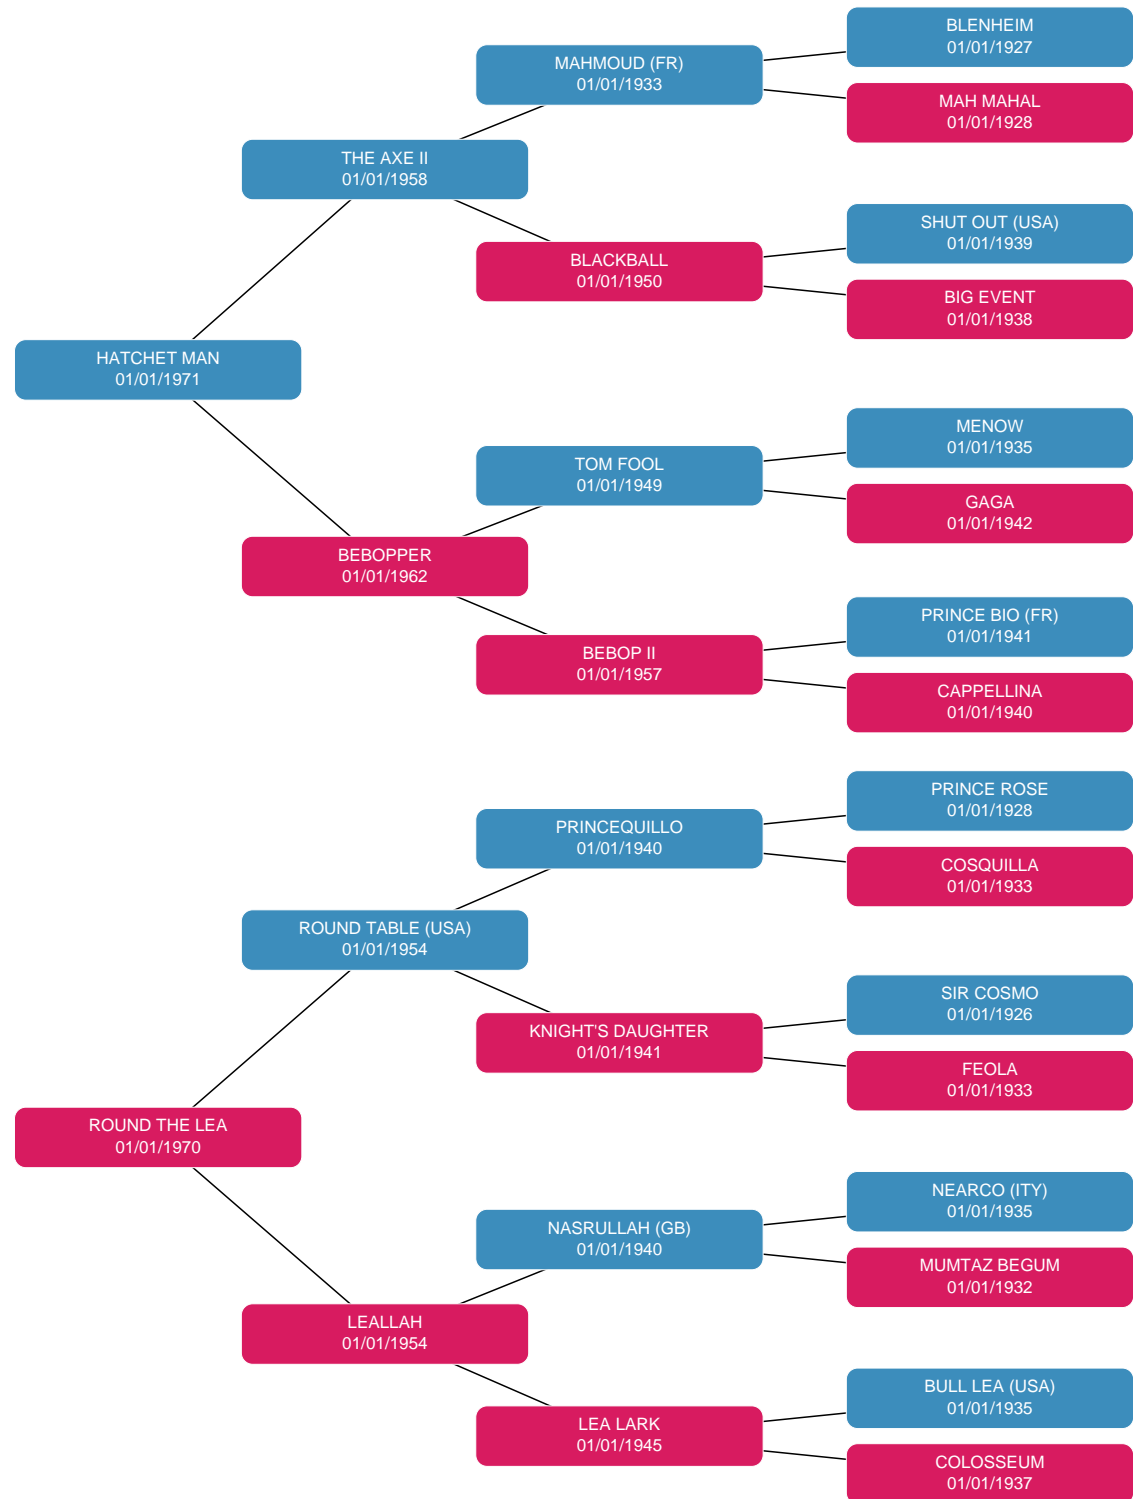 BLENHEIM
01/01/1927
MAHMOUD (FR)
01/01/1933
MAH MAHAL
01/01/1928
THE AXE II
01/01/1958
SHUT OUT (USA)
01/01/1939
BLACKBALL
01/01/1950
BIG EVENT
01/01/1938
HATCHET MAN
01/01/1971
MENOW
01/01/1935
TOM FOOL
01/01/1949
GAGA
01/01/1942
BEBOPPER
01/01/1962
PRINCE BIO (FR)
01/01/1941
BEBOP II
01/01/1957
CAPPELLINA
01/01/1940
PRINCE ROSE
01/01/1928
PRINCEQUILLO
01/01/1940
COSQUILLA
01/01/1933
ROUND TABLE (USA)
01/01/1954
SIR COSMO
01/01/1926
KNIGHT'S DAUGHTER
01/01/1941
FEOLA
01/01/1933
ROUND THE LEA
01/01/1970
NEARCO (ITY)
01/01/1935
NASRULLAH (GB)
01/01/1940
MUMTAZ BEGUM
01/01/1932
LEALLAH
01/01/1954
BULL LEA (USA)
01/01/1935
LEA LARK
01/01/1945
COLOSSEUM
01/01/1937